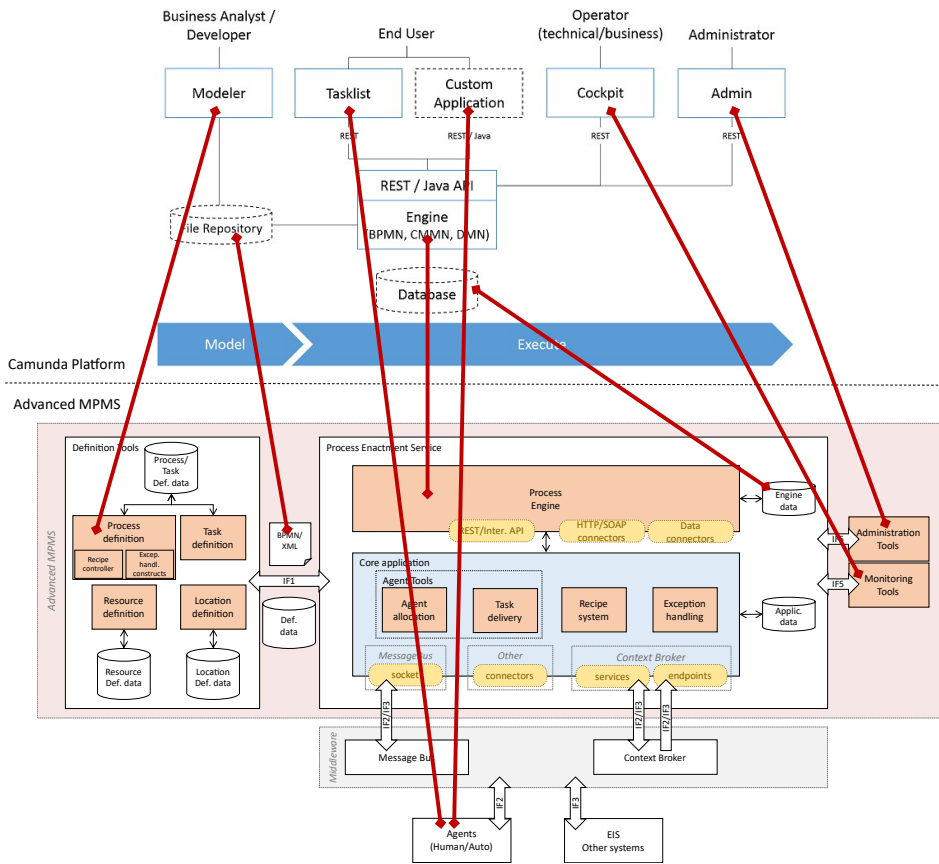 Business Analyst /
Developer
End User
Operator
(technical/business)
Administrator
Modeler
Tasklist
Custom
Application
Cockpit
Admin
REST
REST / Java
REST
REST
REST / Java API
Engine
(BPMN, CMMN, DMN)
File Repository
Database
Model
Execute
Camunda Platform
Advanced MPMS
Advanced MPMS
Definition Tools
Process/
Task
Def. data
Process
definition
Recipe
controller
Excep.
handl.
constructs
Task
definition
Resource
definition
Location
definition
Resource
Def. data
Location
Def. data
BPMN/
XML
IF1
Def.
data
Process Enactment Service
Process
Engine
REST/Inter. API
HTTP/SOAP
connectors
Data
connectors
Engine
data
Core application
Agent Tools
Agent
allocation
Task
delivery
Recipe
system
Exception
handling
Applic.
data
MessageBus
socket
Other
connectors
Context Broker
services
endpoints
IF5
Administration
Tools
IF5
Monitoring
Tools
IF2/IF3
IF2/IF3
IF2/IF3
Middleware
Message Bus
Context Broker
IF2
IF3
Agents
(Human/Auto)
EIS
Other systems